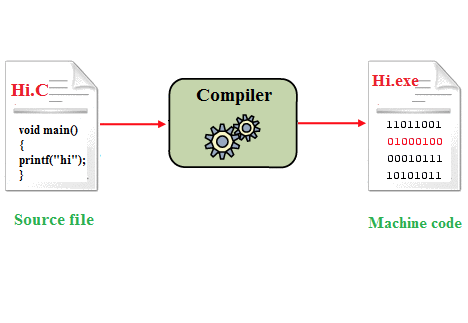 Hi.C
void main()
{
printf("hi");
}
Source file
Compiler
Hi.exe
11011001
01000100
00010111
10101011
Machine code